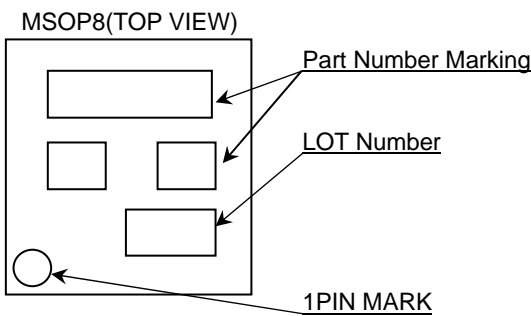 MSOP8(TOP VIEW)
Part Number Marking
LOT Number
1PIN MARK